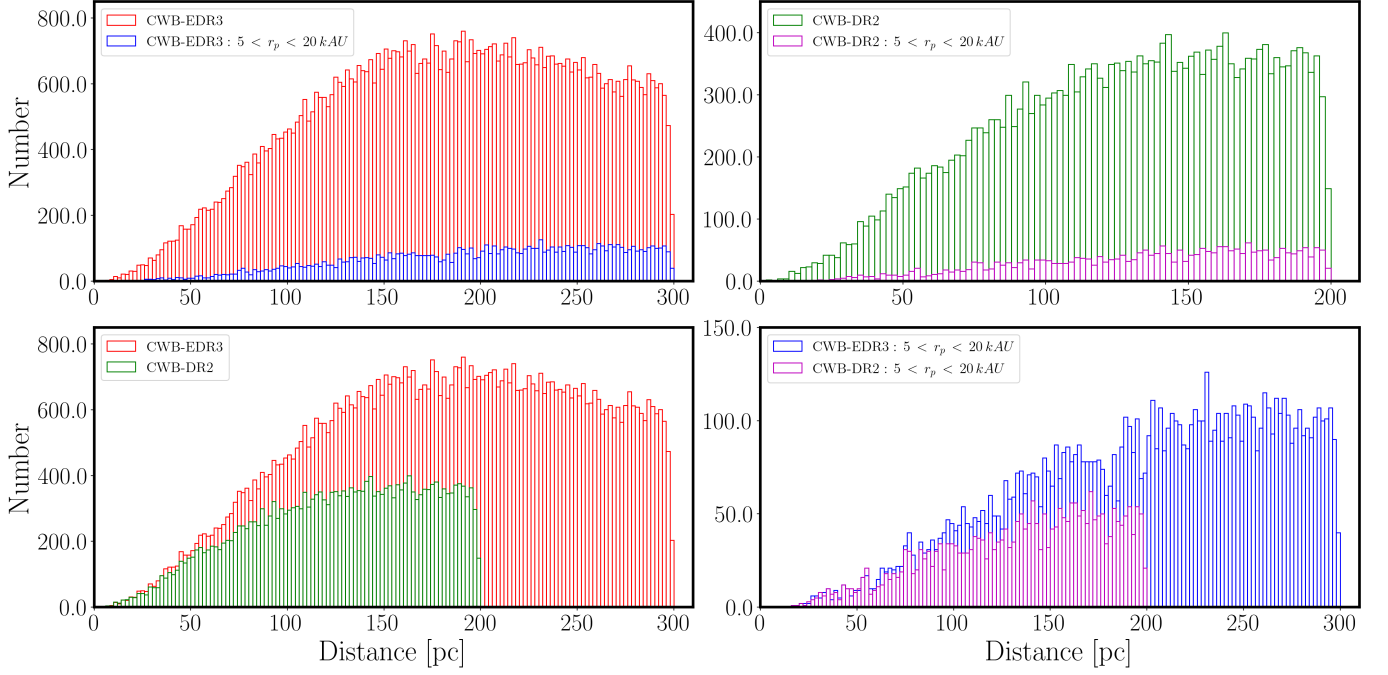 CWB-EDR3
CWB-EDR3 : 5 < r_p < 20 kAU
Number
800.0
600.0
400.0
200.0
0.0
0 50 100 150 200 250 300
CWB-DR2
CWB-DR2 : 5 < r_p < 20 kAU
400.0
300.0
200.0
100.0
0.0
0 50 100 150 200
CWB-EDR3
CWB-DR2
Number
800.0
600.0
400.0
200.0
0.0
0 50 100 150 200 250 300
Distance [pc]
CWB-EDR3 : 5 < r_p < 20 kAU
CWB-DR2 : 5 < r_p < 20 kAU
150.0
100.0
50.0
0.0
0 50 100 150 200 250 300
Distance [pc]